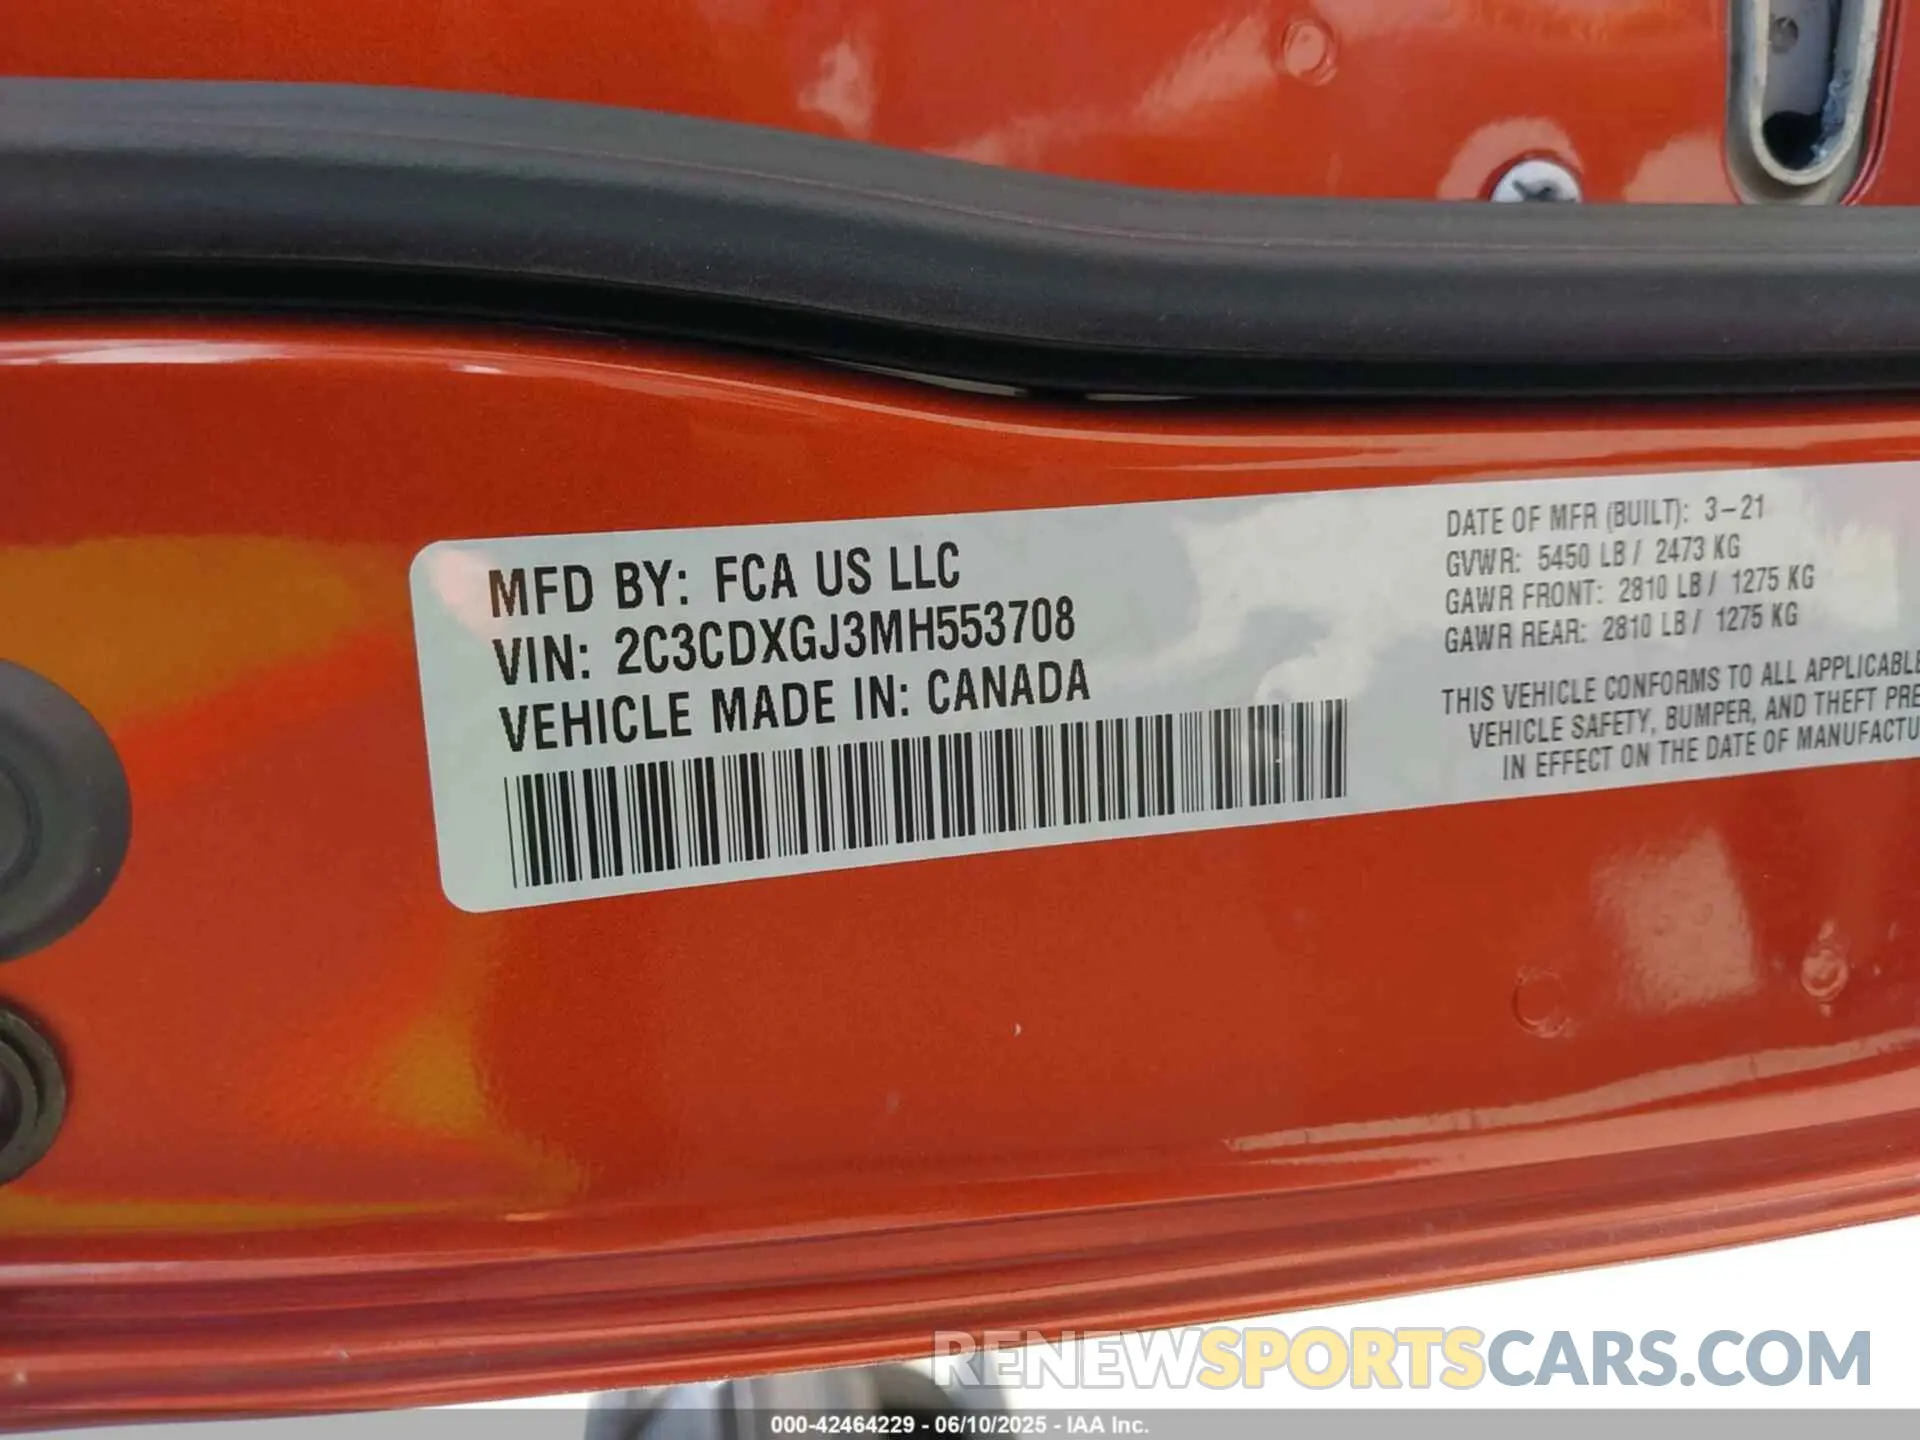 MFD BY: FCA US LLC
VIN: 2C3CDXGJ3MH553708
VEHICLE MADE IN: CANADA
DATE OF MFR (BUILT): 3-21
GVWR: 5450 LB / 2473 KG
GAWR FRONT: 2810 LB / 1275 KG
GAWR REAR: 2810 LB / 1275 KG
THIS VEHICLE CONFORMS TO ALL APPLICABLE
VEHICLE SAFETY, BUMPER, AND THEFT PRE
IN EFFECT ON THE DATE OF MANUFACTU
RENEWSPORTSCARS.COM
000-42464229 - 06/10/2025 - IAA Inc.